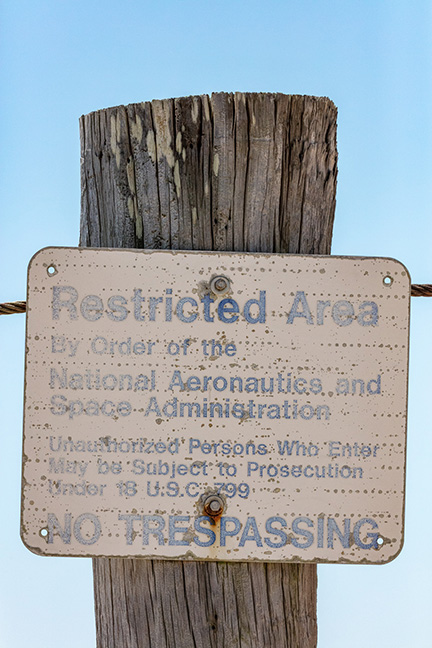 Restricted Area
By Order of the
National Aeronautics and
Space Administration
Unauthorized Persons Who Enter
May be Subject to Prosecution
Under 18 U.S.C. 799
NO TRESPASSING